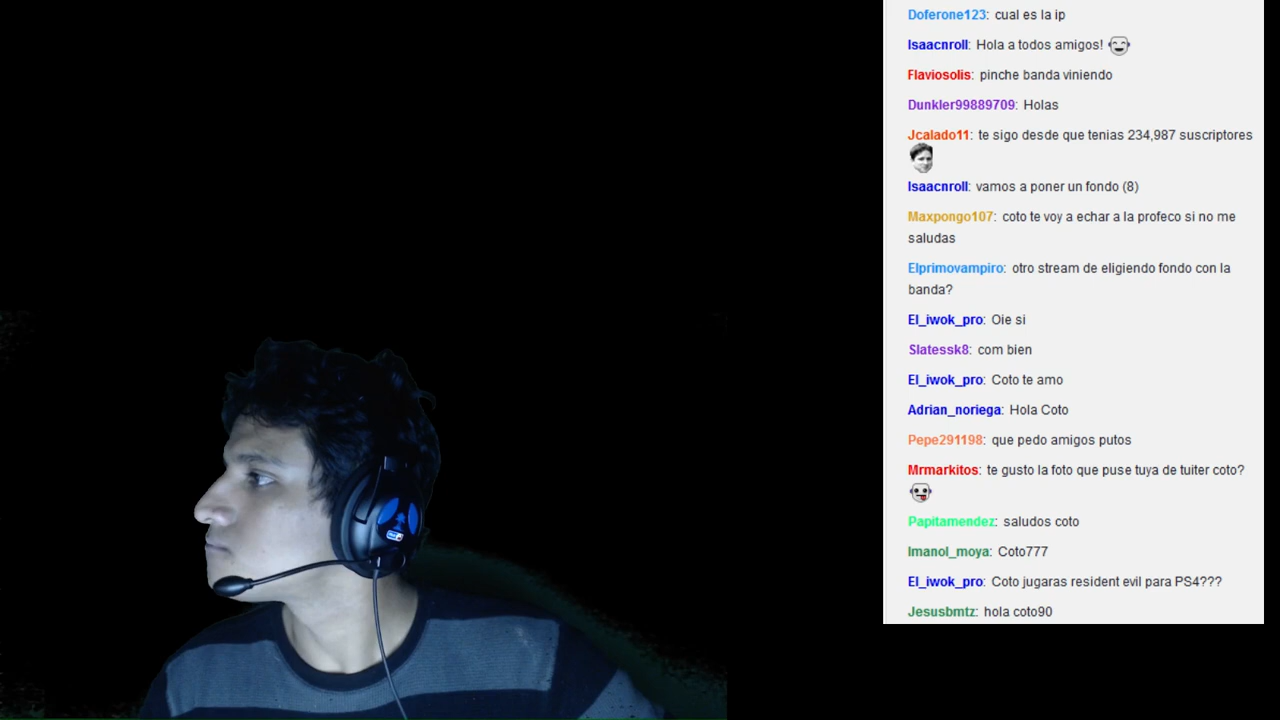 Doferone123: cual es la ip
Isaacnroll: Hola a todos amigos!
Flaviosolis: pinche banda viniendo
Dunkler99889709: Holas
Jcalado11: te sigo desde que tenias 234,987 suscriptores
Isaacnroll: vamos a poner un fondo (8)
Maxpongo107: coto te voy a echar a la profeco si no me
saludas
Elprimovampiro: otro stream de eligiendo fondo con la
banda?
El_iwok_pro: Oie si
Slatessk8: com bien
El_iwok_pro: Coto te amo
Adrian_noriega: Hola Coto
Pepe291198: que pedo amigos putos
Mrmarkitos: te gusto la foto que puse tuya de tuiter coto?
Papitamendez: saludos coto
Imanol_moya: Coto777
El_iwok_pro: Coto jugaras resident evil para PS4???
Jesusbmtz: hola coto90